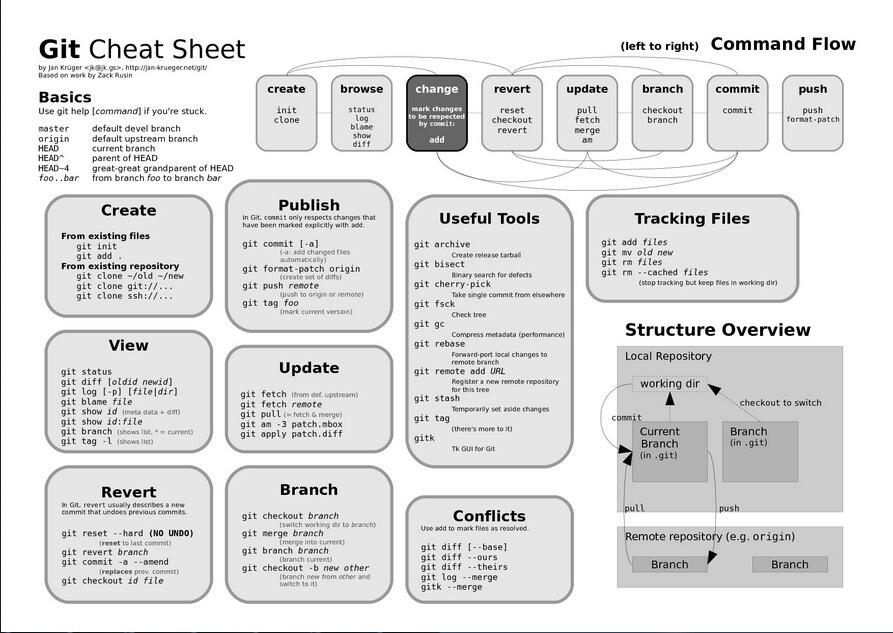 Git Cheat Sheet
by Jan Krüger <jk@jk.gs>, http://jan-krueger.net/git/
Based on work by Zack Rusin
Basics
Use git help [command] if you're stuck.
master default devel branch
origin default upstream branch
HEAD current branch
HEAD^ parent of HEAD
HEAD~4 great-great grandparent of HEAD
foo..bar from branch foo to branch bar
(left to right) Command Flow
create
init
clone
browse
status
log
blame
show
diff
change
mark changes
to be respected
by commit:
add
revert
reset
checkout
revert
update
pull
fetch
merge
am
branch
checkout
branch
commit
commit
push
push
format-patch
Create
From existing files
git init
git add .
From existing repository
git clone ~/old ~/new
git clone git://...
git clone ssh://...
View
git status
git diff [oldid newid]
git log [-p] [file|dir]
git blame file
git show id (meta data + diff)
git show id:file
git branch (shows list, * = current)
git tag -l (shows list)
Revert
In Git, revert usually describes a new
commit that undoes previous commits.
git reset --hard (NO UNDO)
(reset to last commit)
git revert branch
git commit -a --amend
(replaces prev. commit)
git checkout id file
Publish
In Git, commit only respects changes that
have been marked explicitly with add.
git commit [-a]
(-a: add changed files
automatically)
git format-patch origin
(create set of diffs)
git push remote
(push to origin or remote)
git tag foo
(mark current version)
Update
git fetch (from def. upstream)
git fetch remote
git pull (= fetch & merge)
git am -3 patch.mbox
git apply patch.diff
Branch
git checkout branch
(switch working dir to branch)
git merge branch
(merge into current)
git branch branch
(branch current)
git checkout -b new other
(branch new from other and
switch to it)
Useful Tools
git archive
Create release tarball
git bisect
Binary search for defects
git cherry-pick
Take single commit from elsewhere
git fsck
Check tree
git gc
Compress metadata (performance)
git rebase
Forward-port local changes to
remote branch
git remote add URL
Register a new remote repository
for this tree
git stash
Temporarily set aside changes
git tag
(there's more to it)
gitk
Tk GUI for Git
Conflicts
Use add to mark files as resolved.
git diff [--base]
git diff --ours
git diff --theirs
git log --merge
gitk --merge
Tracking Files
git add files
git mv old new
git rm files
git rm --cached files
(stop tracking but keep files in working dir)
Structure Overview
Local Repository
working dir
checkout to switch
commit
Current
Branch
(in .git)
Branch
(in .git)
pull
push
Remote repository (e.g. origin)
Branch
Branch